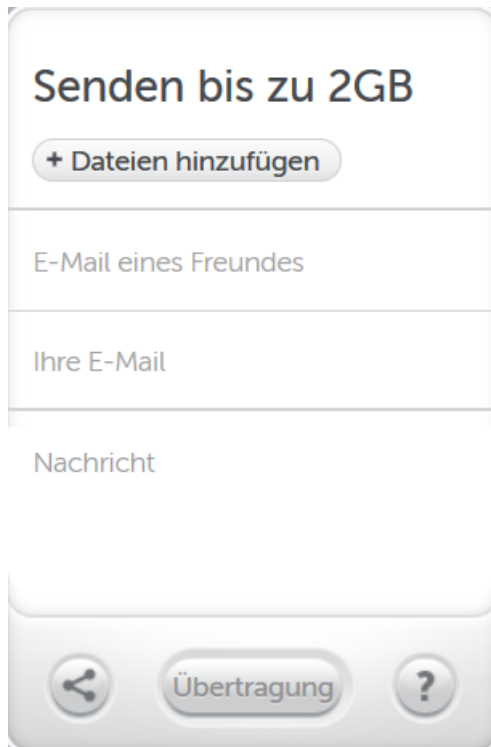 Senden bis zu 2GB
+ Dateien hinzufügen
E-Mail eines Freundes
Ihre E-Mail
Nachricht
Übertragung
?